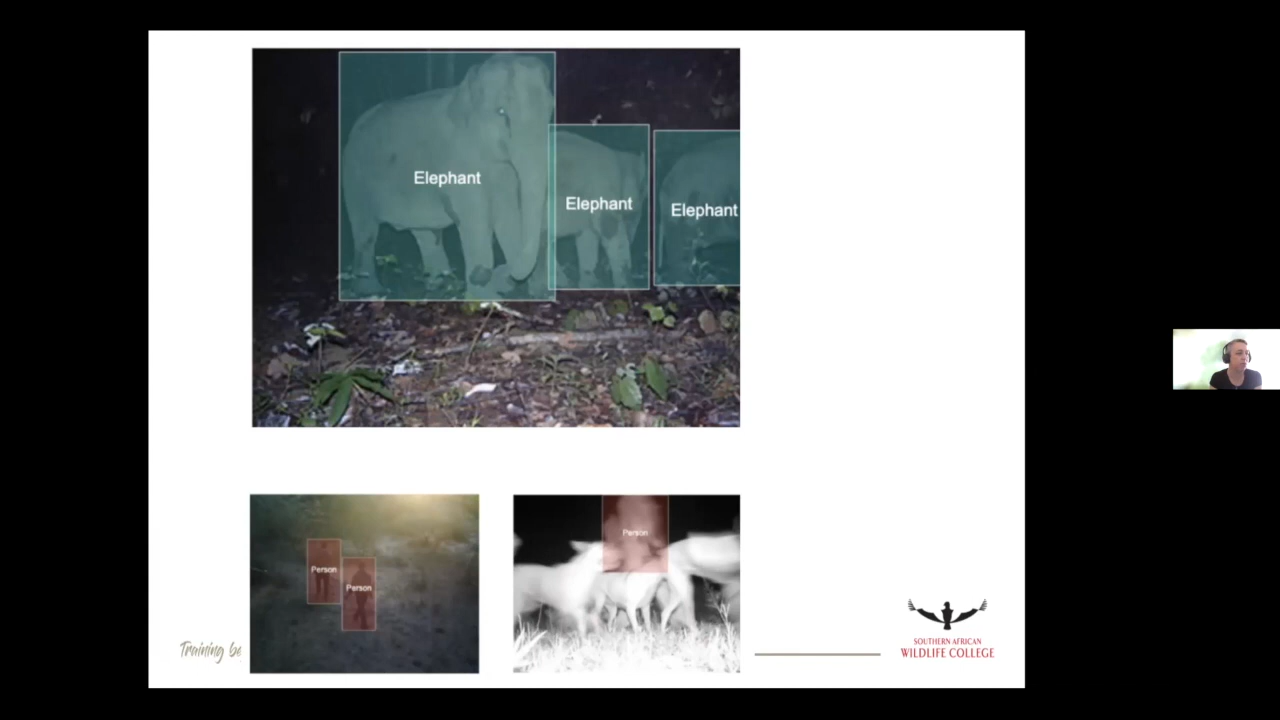 Elephant
Elephant
Elephant
Person
Person
Person
Training be
SOUTHERN AFRICAN
WILDLIFE COLLEGE